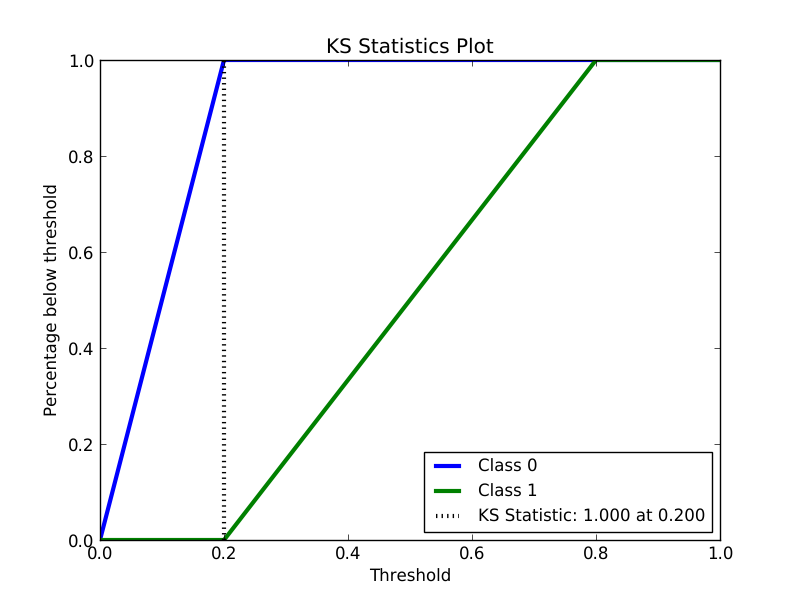 KS Statistics Plot
1.0
0.8
0.6
0.4
0.2
0.0
Percentage below threshold
Class 0
Class 1
KS Statistic: 1.000 at 0.200
0.0 0.2 0.4 0.6 0.8 1.0
Threshold